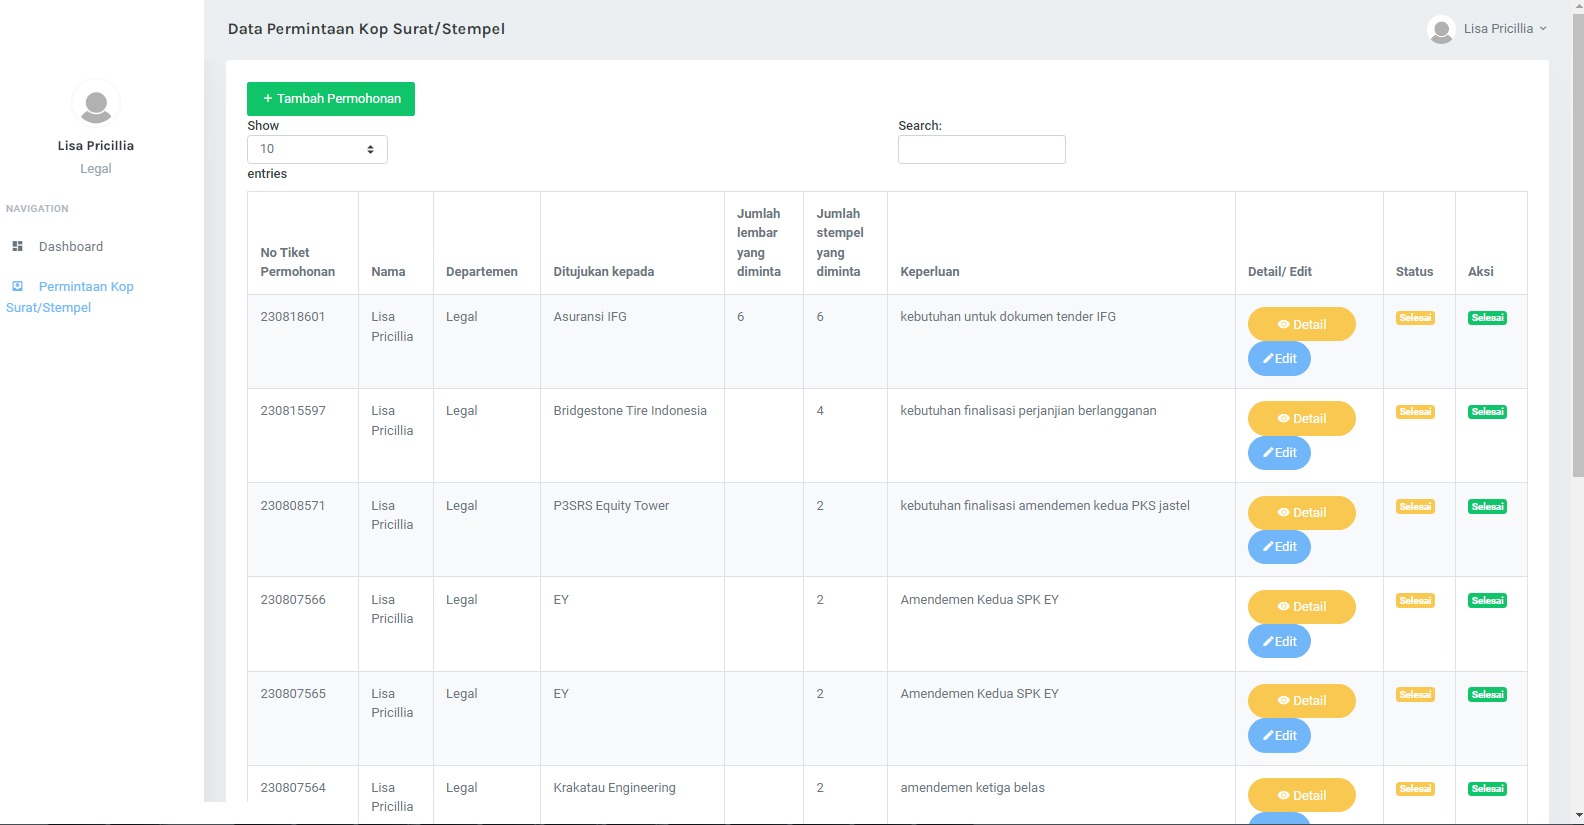 Data Permintaan Kop Surat/Stempel
Lisa Pricillia
Lisa Pricillia
Legal
NAVIGATION
Dashboard
Permintaan Kop
Surat/Stempel
+ Tambah Permohonan
Show
10
entries
Search:
No Tiket
Permohonan
Nama
Departemen
Ditujukan kepada
Jumlah
lembar
yang
diminta
Jumlah
stempel
yang
diminta
Keperluan
Detail/ Edit
Status
Aksi
230818601
Lisa
Pricillia
Legal
Asuransi IFG
6
6
kebutuhan untuk dokumen tender IFG
Detail
Edit
Selesai
Selesai
230815597
Lisa
Pricillia
Legal
Bridgestone Tire Indonesia
4
kebutuhan finalisasi perjanjian berlangganan
Detail
Edit
Selesai
Selesai
230808571
Lisa
Pricillia
Legal
P3SRS Equity Tower
2
kebutuhan finalisasi amendemen kedua PKS jastel
Detail
Edit
Selesai
Selesai
230807566
Lisa
Pricillia
Legal
EY
2
Amendemen Kedua SPK EY
Detail
Edit
Selesai
Selesai
230807565
Lisa
Pricillia
Legal
EY
2
Amendemen Kedua SPK EY
Detail
Edit
Selesai
Selesai
230807564
Lisa
Pricillia
Legal
Krakatau Engineering
2
amendemen ketiga belas
Detail
Selesai
Selesai